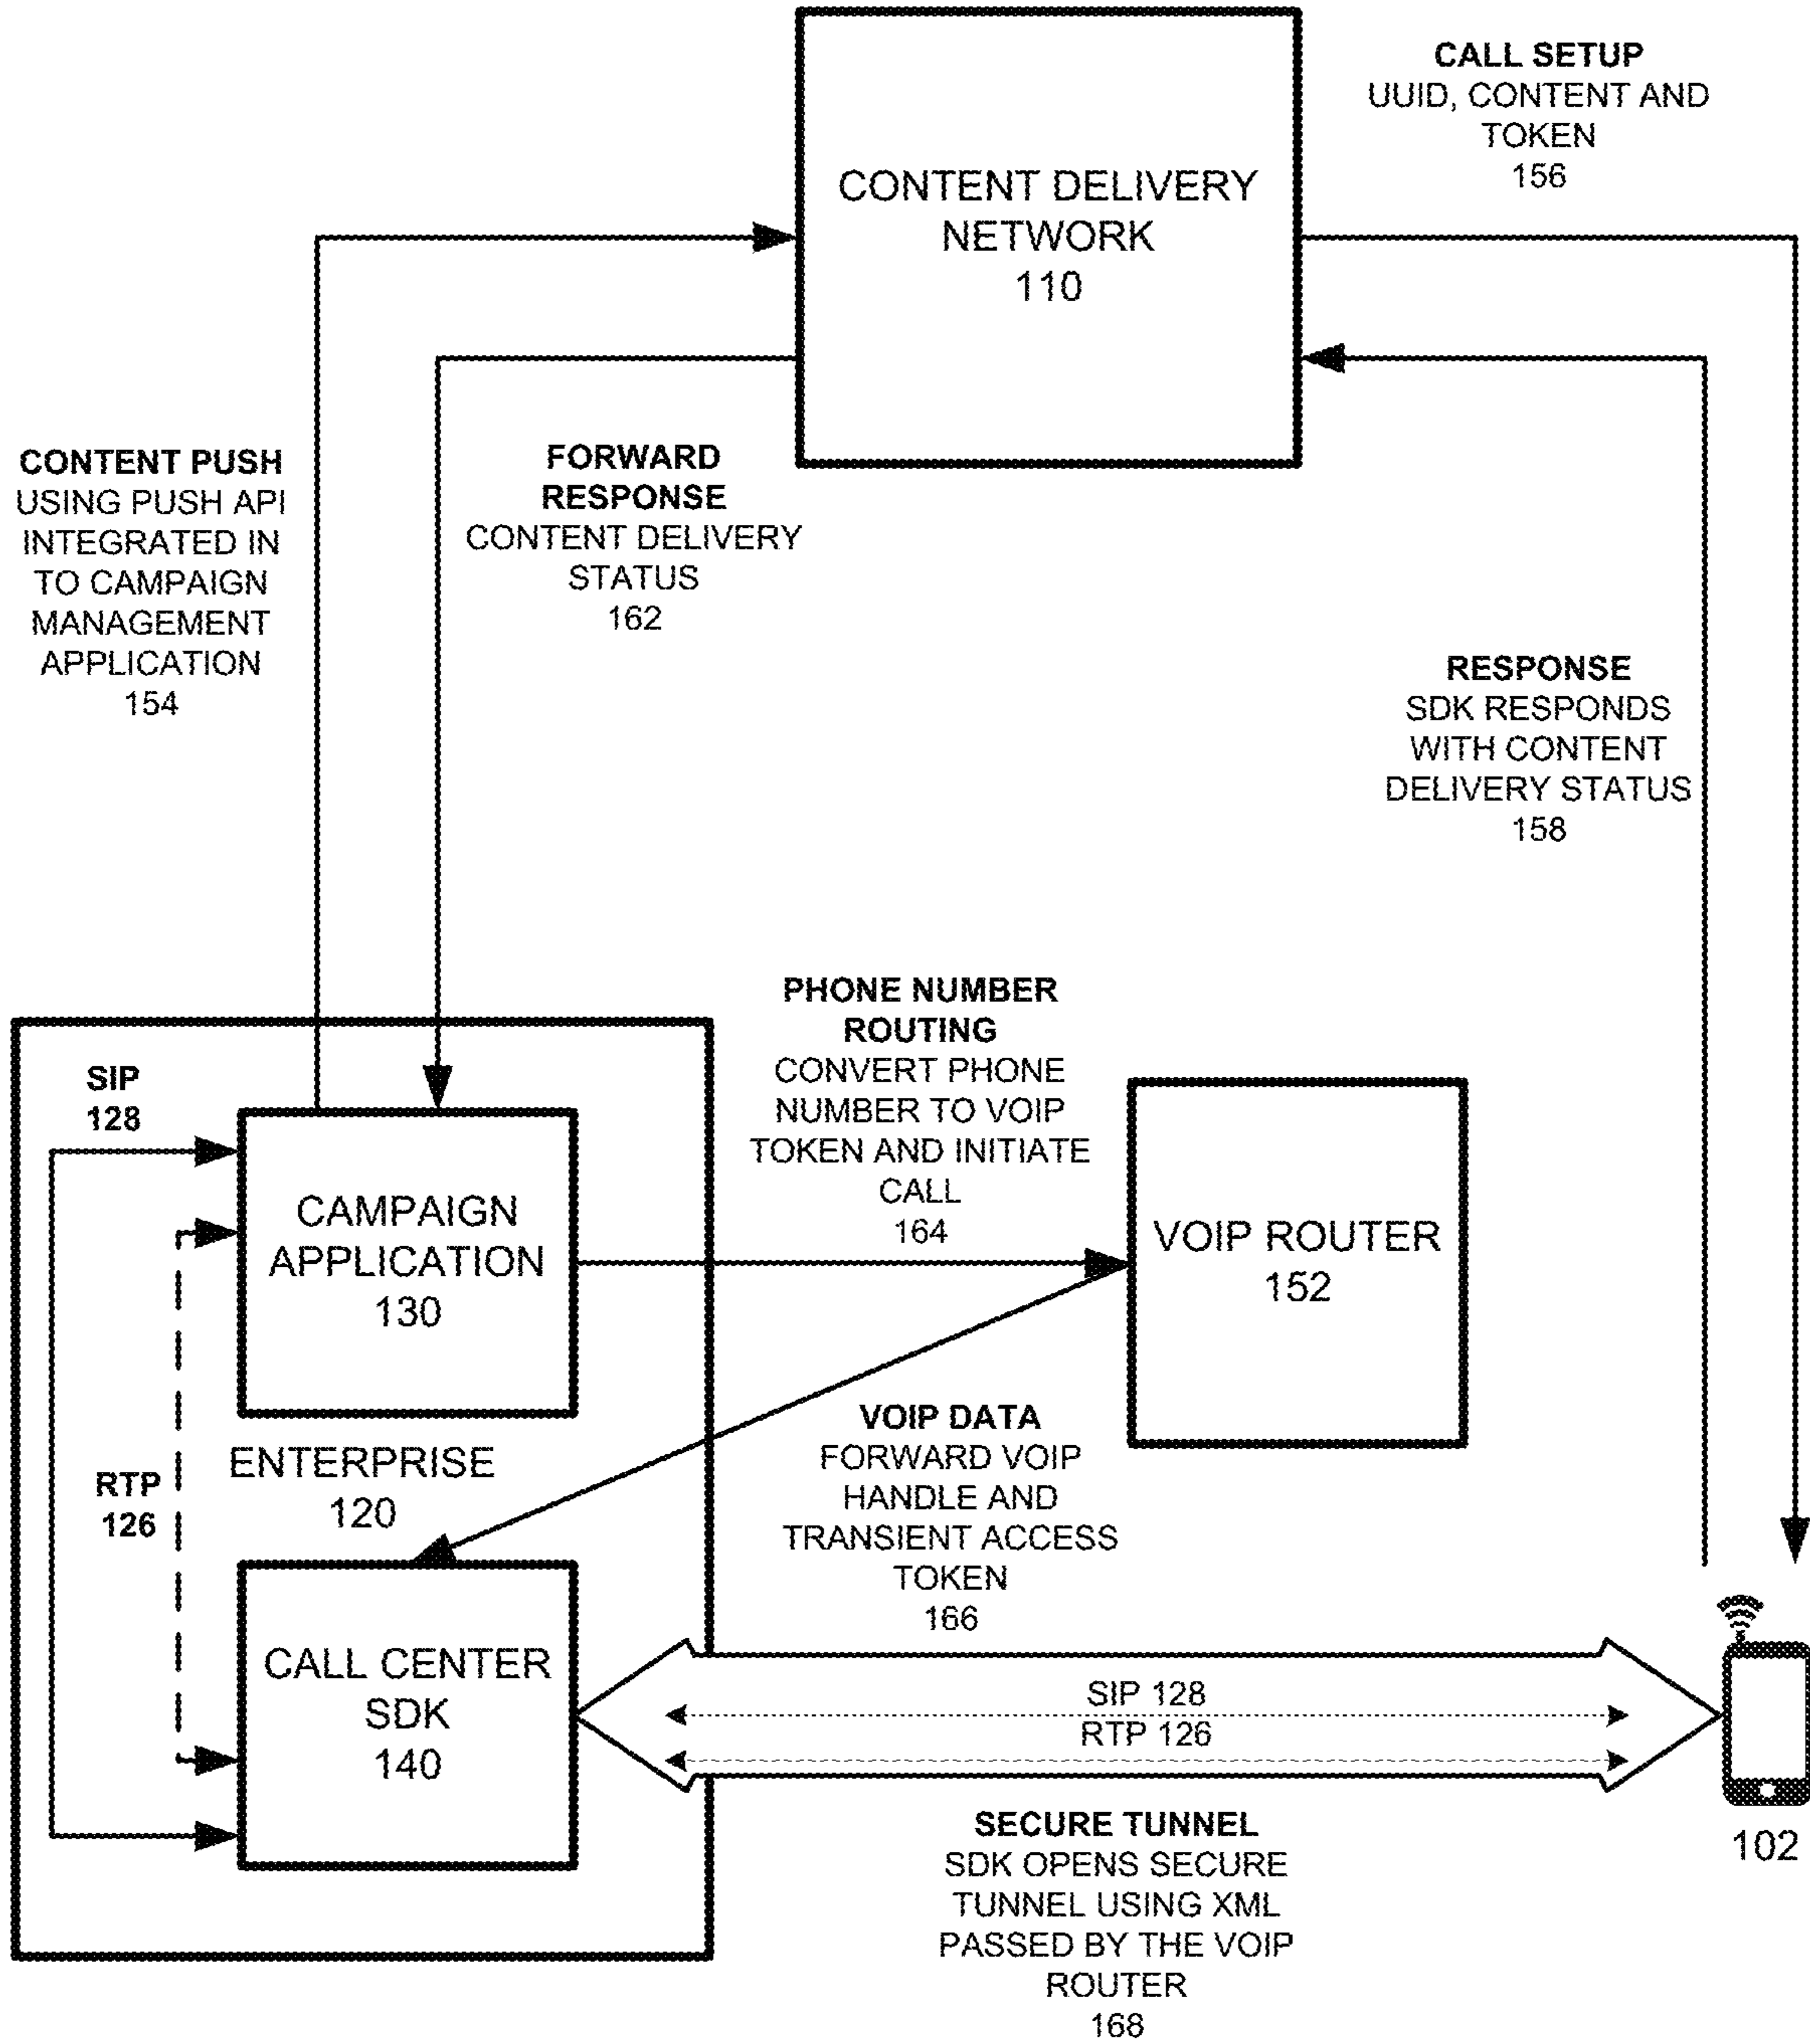 CALL SETUP
UUID, CONTENT AND
TOKEN
156
CONTENT DELIVERY
NETWORK
110
CONTENT PUSH
USING PUSH API
INTEGRATED IN
TO CAMPAIGN
MANAGEMENT
APPLICATION
154
FORWARD
RESPONSE
CONTENT DELIVERY
STATUS
162
RESPONSE
SDK RESPONDS
WITH CONTENT
DELIVERY STATUS
158
PHONE NUMBER
ROUTING
CONVERT PHONE
NUMBER TO VOIP
TOKEN AND INITIATE
CALL
164
SIP
128
CAMPAIGN
APPLICATION
130
VOIP ROUTER
152
ENTERPRISE
120
RTP
126
VOIP DATA
FORWARD VOIP
HANDLE AND
TRANSIENT ACCESS
TOKEN
166
CALL CENTER
SDK
140
SIP 128
RTP 126
102
SECURE TUNNEL
SDK OPENS SECURE
TUNNEL USING XML
PASSED BY THE VOIP
ROUTER
168